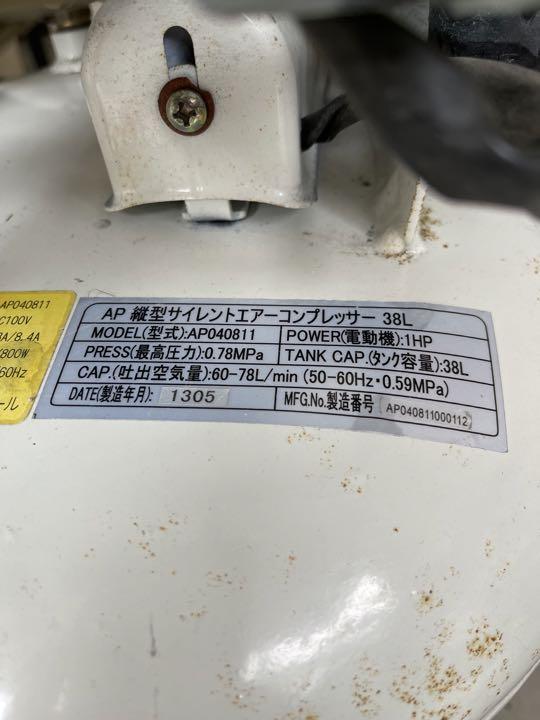 AP040811
C100V
A/8.4A
800W
60Hz
ール
AP 縦型サイレントエアーコンプレッサー 38L
MODEL(型式):AP040811 POWER(電動機):1HP
PRESS(最高圧力):0.78MPa TANK CAP.(タンク容量):38L
CAP.(吐出空気量):60-78L/min (50-60Hz・0.59MPa)
DATE(製造年月): 1305 MFG.No.製造番号 AP040811000112